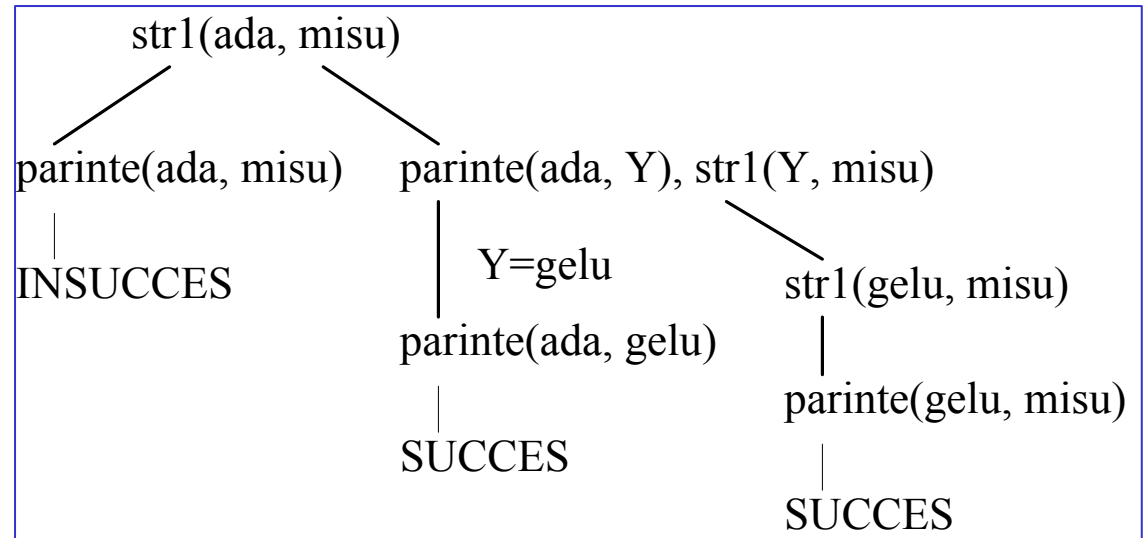 str1(ada, misu)
parinte(ada, misu)
parinte(ada, Y), str1(Y, misu)
INSUCCES
Y=gelu
str1(gelu, misu)
parinte(ada, gelu)
parinte(gelu, misu)
SUCCES
SUCCES